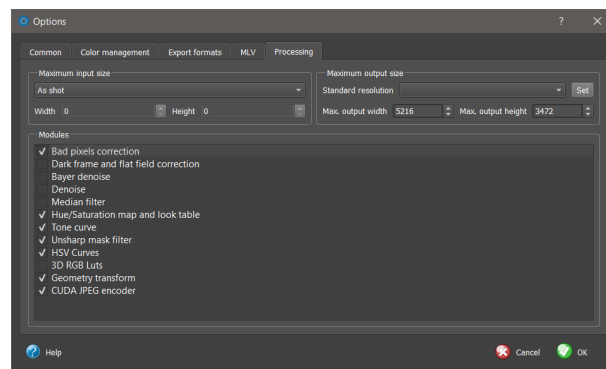 Options
Common Color management Export formats MLV Processing
Maximum input size
As shot
Width 0 Height 0
Maximum output size
Standard resolution Set
Max. output width 5216 Max. output height 3472
Modules
Bad pixels correction
Dark frame and flat field correction
Bayer denoise
Denoise
Median filter
Hue/Saturation map and look table
Tone curve
Unsharp mask filter
HSV Curves
3D RGB Luts
Geometry transform
CUDA JPEG encoder
Help Cancel OK